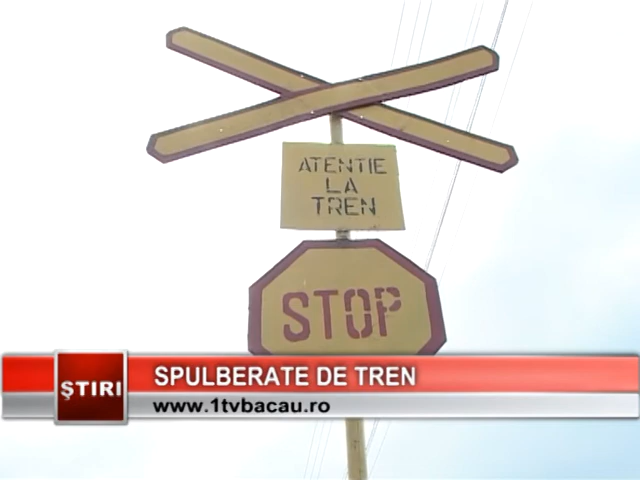 ATENTIE
LA
TREN
STOP
ŞTIRI
SPULBERATE DE TREN
www.1tvbacau.ro